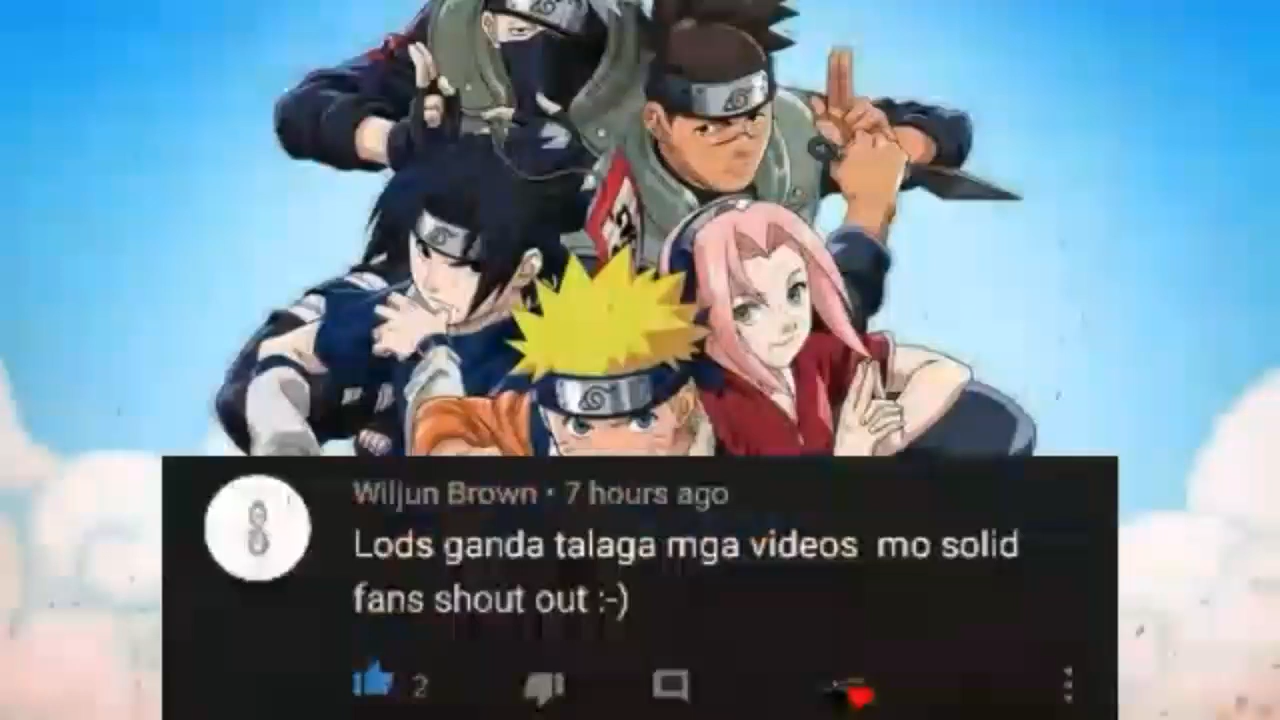 Wiljun Brown · 7 hours ago
Lods ganda talaga mga videos mo solid
fans shout out :-)
2